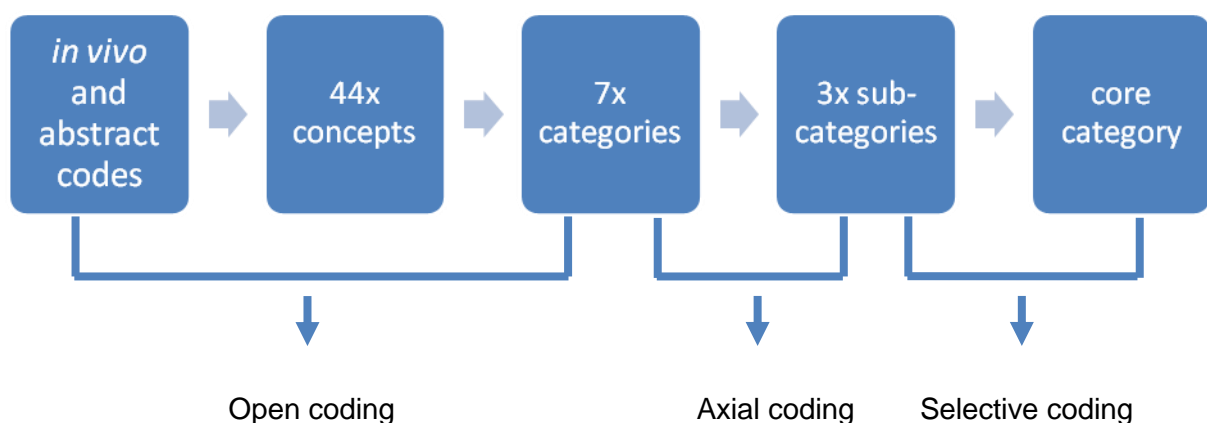 in vivo
and
abstract
codes
44x
concepts
7x
categories
3x sub-
categories
core
category
Open coding
Axial coding
Selective coding